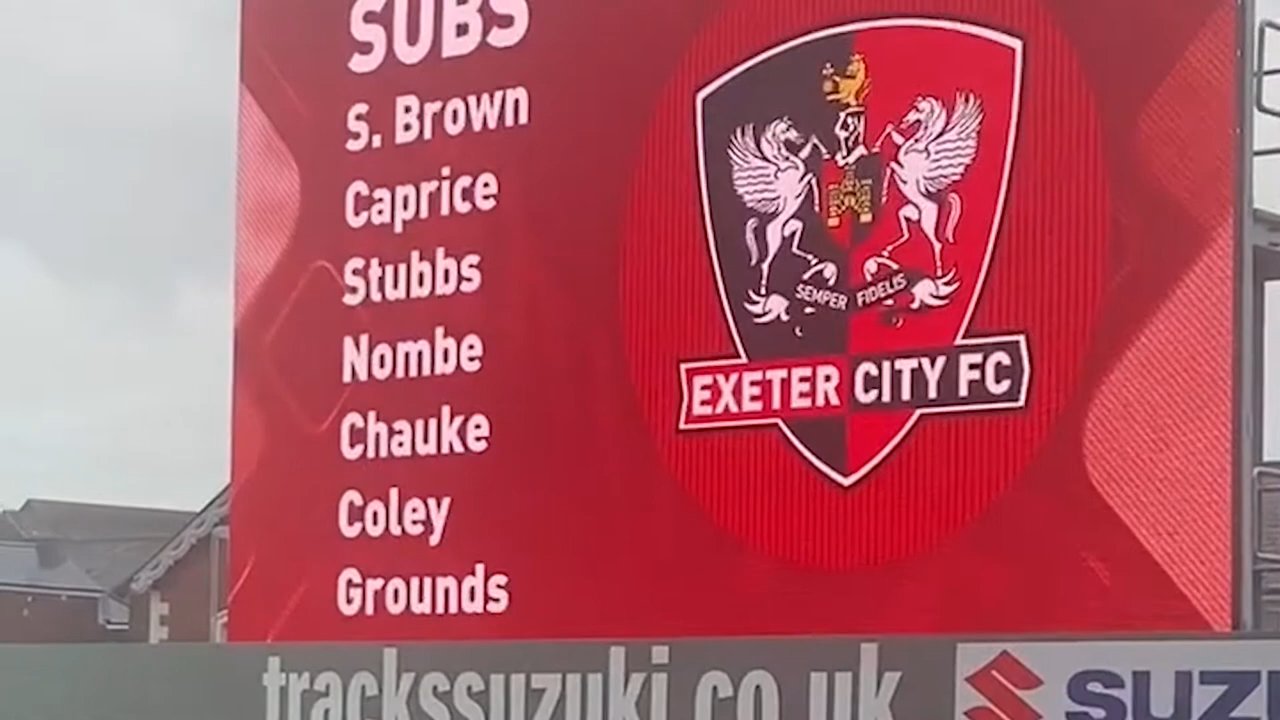 SUBS
S. Brown
Caprice
Stubbs
Nombe
Chauke
Coley
Grounds
SEMPER FIDELIS
EXETER CITY FC
trackssuzuki.co.uk
SUZU